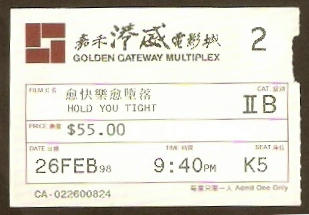 嘉禾港威電影城
GOLDEN GATEWAY MULTIPLEX
2
FILM 片名
愈快樂愈墮落
HOLD YOU TIGHT
CAT. 級別
IIB
PRICE 票價
$55.00
DATE 日期
TIME 時間
SEAT 座位
26FEB98
9:40PM
K5
CA-022600824
每票只限一人 Admit One Only